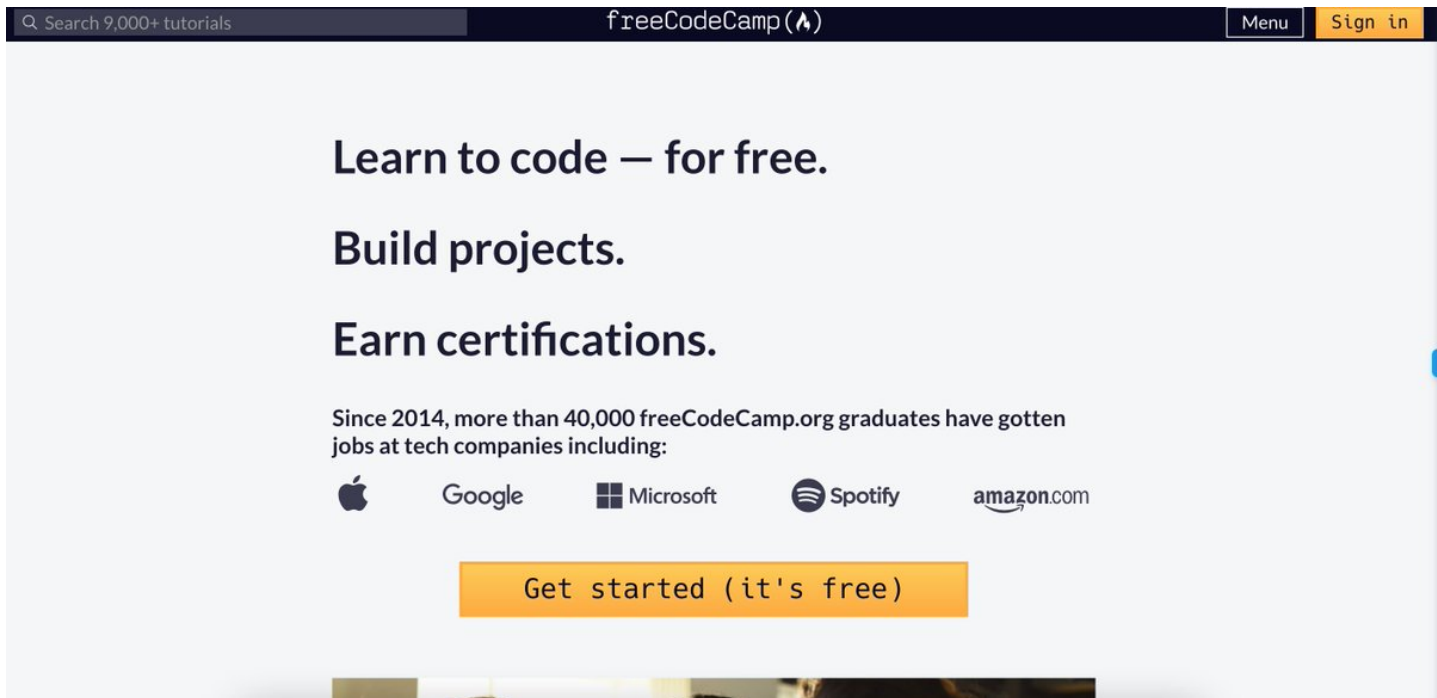 Search 9,000+ tutorials
freeCodeCamp
Menu
Sign in
Learn to code — for free.
Build projects.
Earn certifications.
Since 2014, more than 40,000 freeCodeCamp.org graduates have gotten
jobs at tech companies including:
Google
Microsoft
Spotify
amazon.com
Get started (it's free)